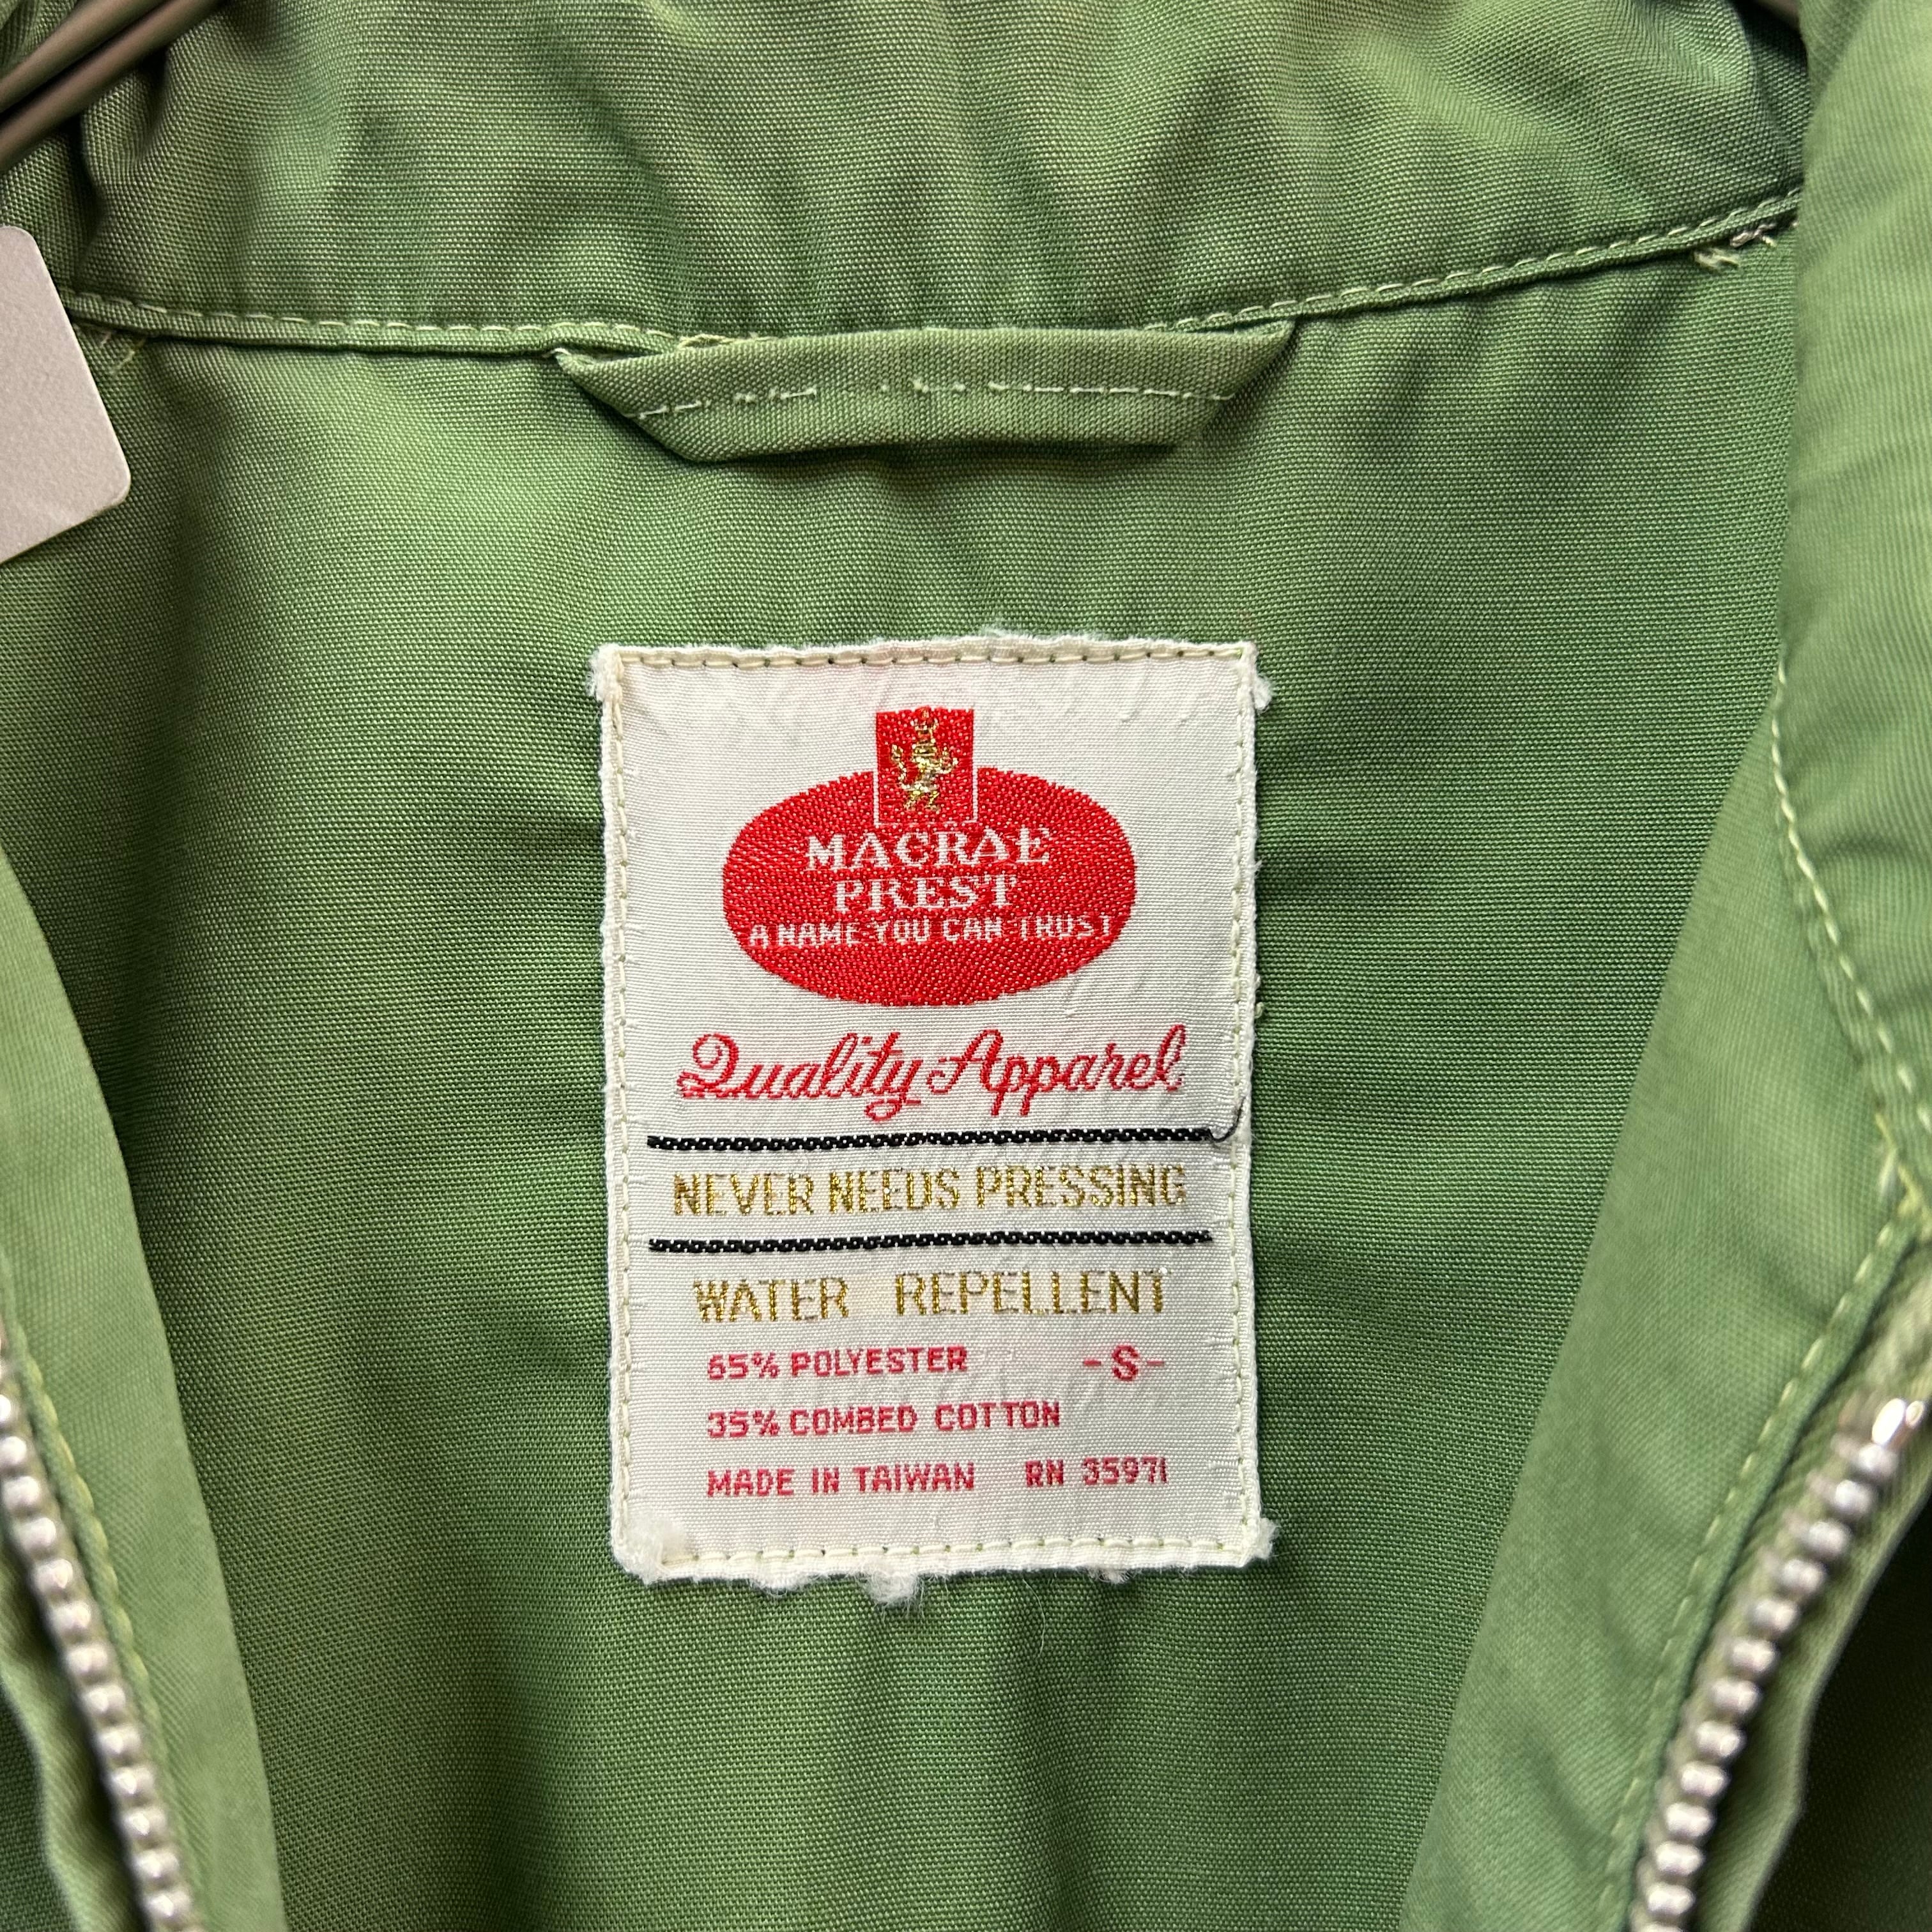 MACRAE
PREST
A NAME YOU CAN TRUST
Quality Apparel
NEVER NEEDS PRESSING
WATER REPELLENT
65% POLYESTER -S-
35% COMBED COTTON
MADE IN TAIWAN RN 35971